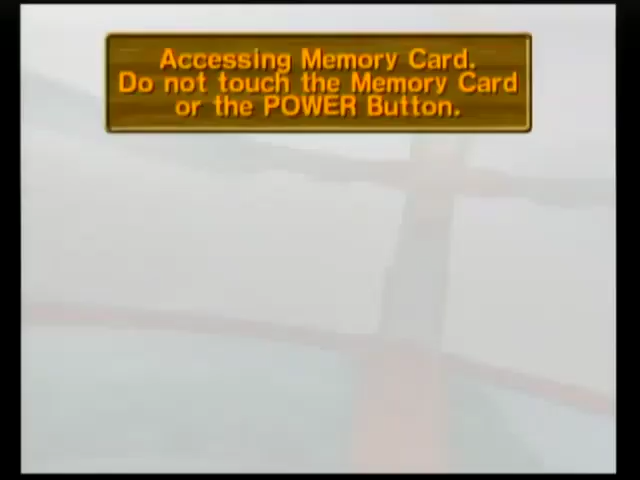 Accessing Memory Card.
Do not touch the Memory Card
or the POWER Button.